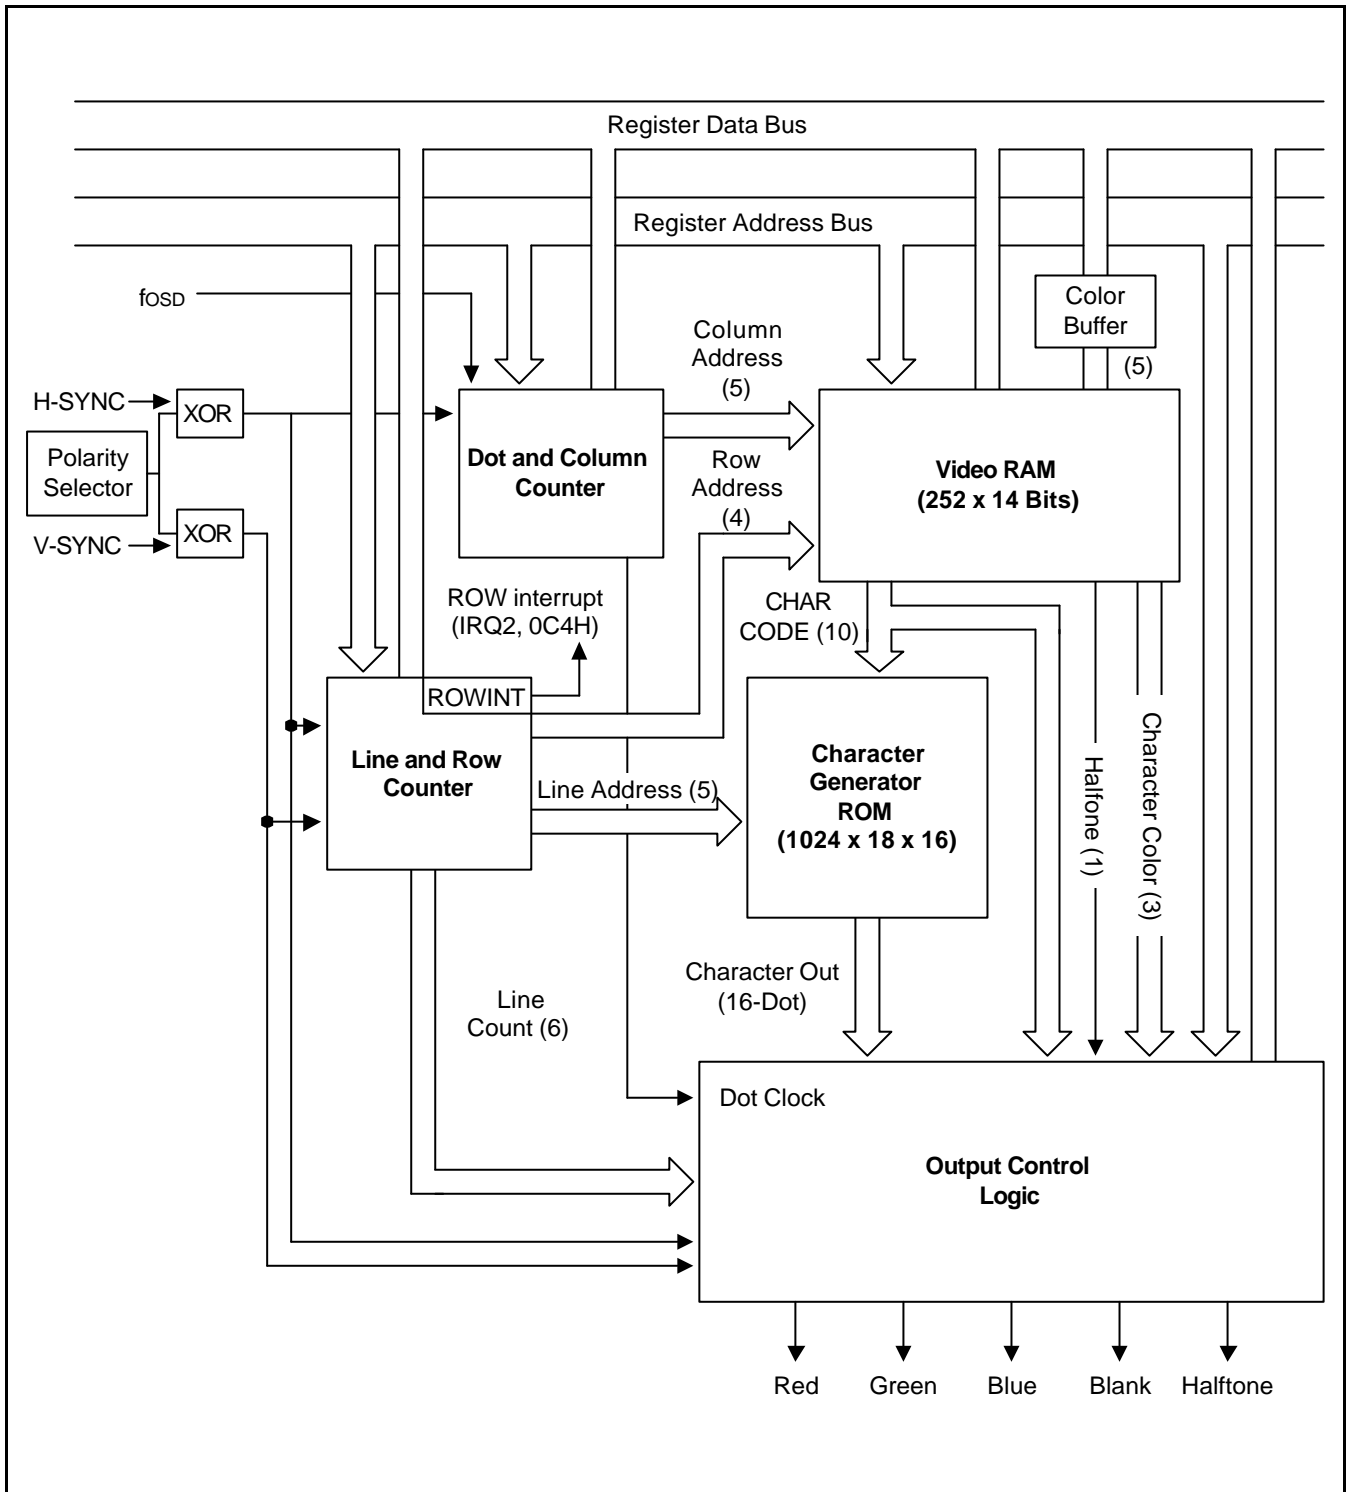 Register Data Bus
Register Address Bus
fOSD
Color
Buffer
(5)
Column
Address
(5)
H-SYNC
XOR
Polarity
Selector
V-SYNC
XOR
Dot and Column
Counter
Row
Address
(4)
Video RAM
(252 x 14 Bits)
ROW interrupt
(IRQ2, 0C4H)
CHAR
CODE (10)
ROWINT
Line and Row
Counter
Line Address (5)
Character
Generator
ROM
(1024 x 18 x 16)
Halfone (1)
Character Color (3)
Character Out
(16-Dot)
Line
Count (6)
Dot Clock
Output Control
Logic
Red
Green
Blue
Blank
Halftone